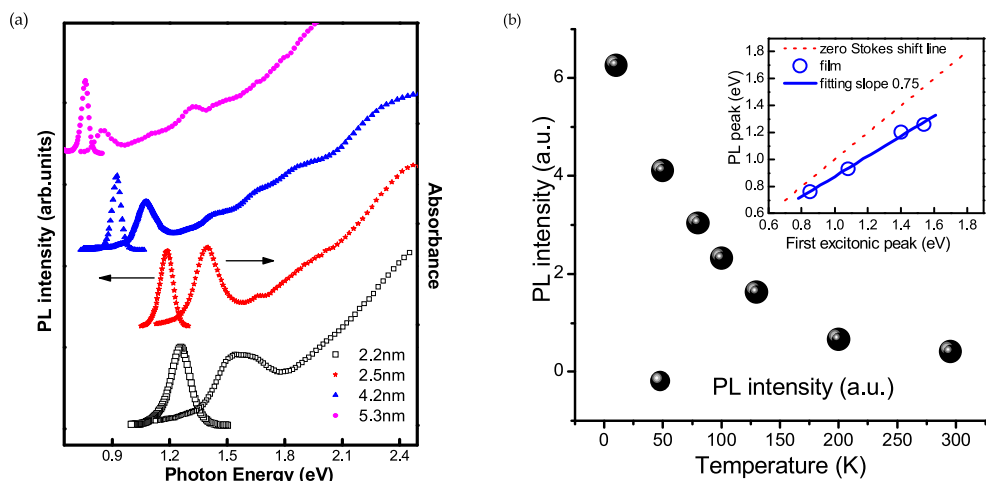 (a)
PL intensity (arb.units)
Absorbance
2.2nm
2.5nm
4.2nm
5.3nm
0.9 1.2 1.5 1.8 2.1 2.4
Photon Energy (eV)
(b)
PL intensity (a.u.)
6
4
2
0
0 50 100 150 200 250 300
Temperature (K)
PL intensity (a.u.)
zero Stokes shift line
film
fitting slope 0.75
PL peak (eV)
1.8
1.6
1.4
1.2
1.0
0.8
0.6
0.6 0.8 1.0 1.2 1.4 1.6 1.8
First excitonic peak (eV)